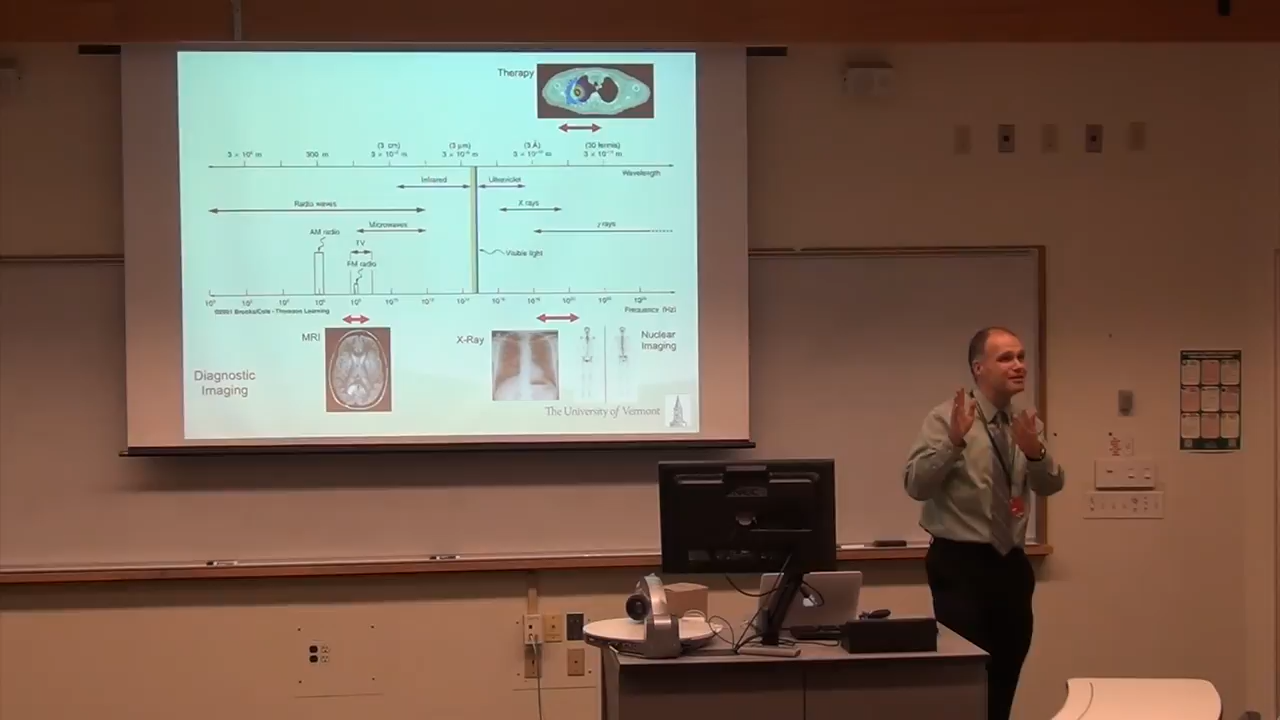 Therapy
(3 cm) (3 μm) (3 Å) (30 fermis)
300 m
Wavelength
Infrared Ultraviolet
Radio waves X rays
Microwaves γ rays
AM radio
TV
FM radio
Visible light
Frequency (Hz)
©2001 Brooks/Cole - Thomson Learning
MRI X-Ray Nuclear
Imaging
Diagnostic
Imaging
The University of Vermont